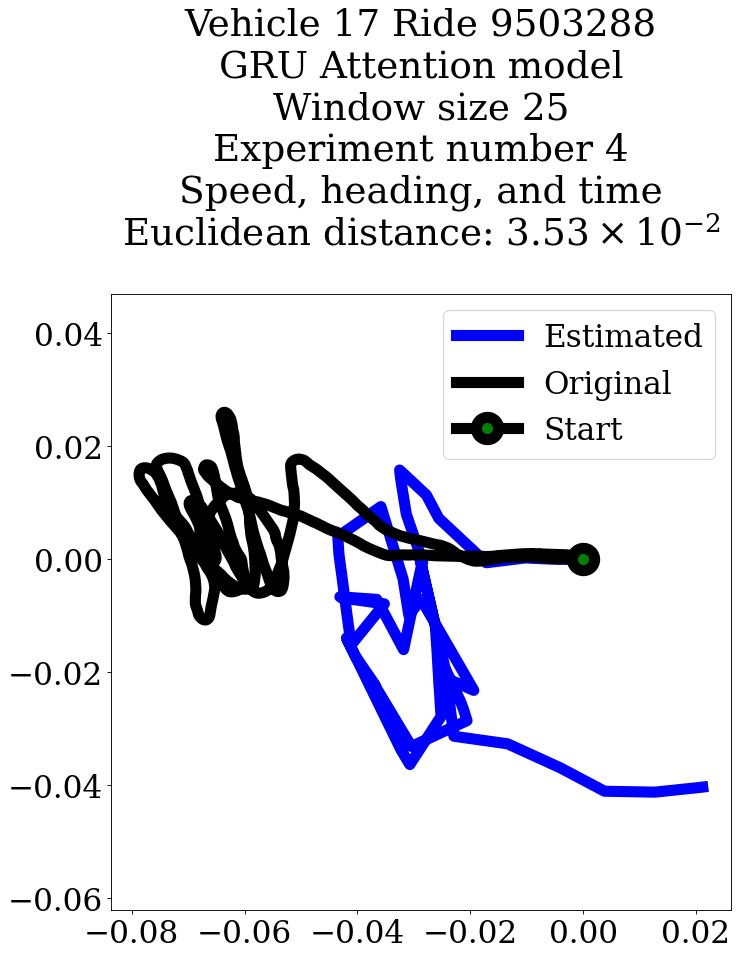 Vehicle 17 Ride 9503288
GRU Attention model
Window size 25
Experiment number 4
Speed, heading, and time
Euclidean distance: 3.53 × 10⁻²
Estimated
Original
Start
0.04
0.02
0.00
−0.02
−0.04
−0.06
−0.08 −0.06 −0.04 −0.02 0.00 0.02